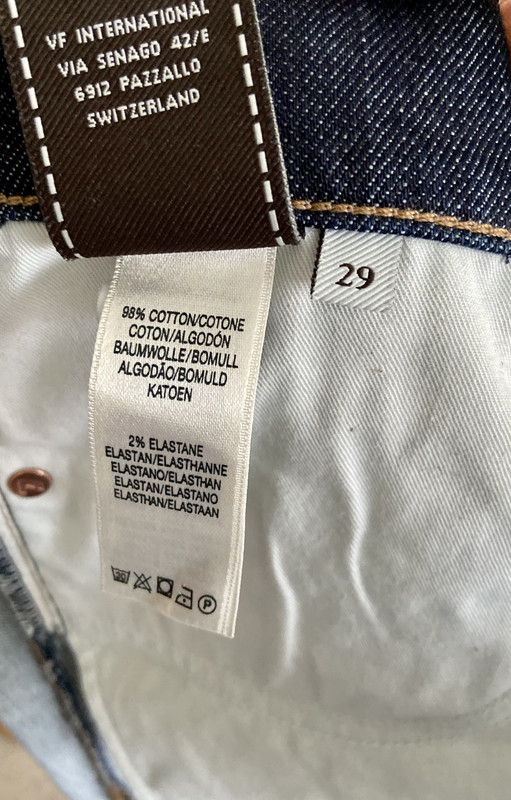 VF INTERNATIONAL
VIA SENAGO 42/E
6912 PAZZALLO
SWITZERLAND
29
98% COTTON/COTONE
COTON/ALGODÓN
BAUMWOLLE/BOMULL
ALGODÃO/BOMULD
KATOEN
2% ELASTANE
ELASTAN/ELASTHANNE
ELASTANO/ELASTHAN
ELASTAN/ELASTANO
ELASTHAN/ELASTAAN
30
P